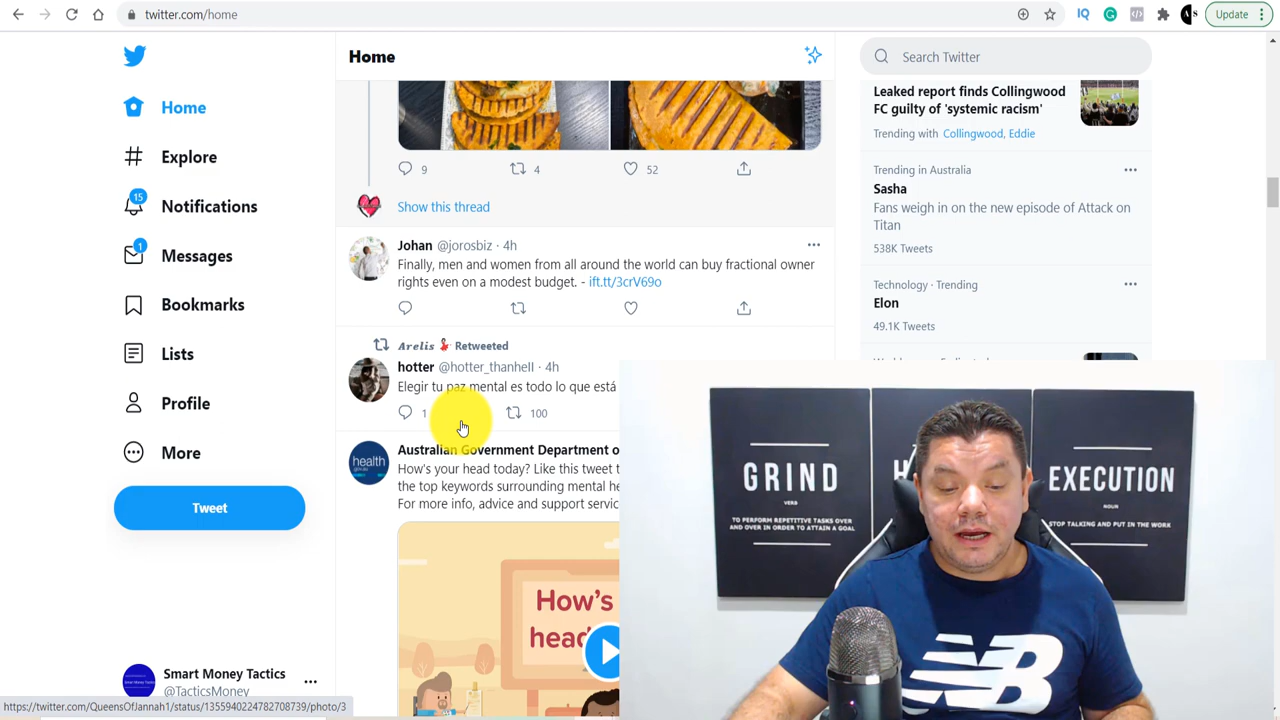 twitter.com/home
Update
Home
Explore
15
Notifications
1
Messages
Bookmarks
Lists
Profile
More
Tweet
Smart Money Tactics
@TacticsMoney
https://twitter.com/QueensOfJannah1/status/1355940224782708739/photo/3
Home
9 4 52
Show this thread
Johan @jorosbiz · 4h
Finally, men and women from all around the world can buy fractional owner
rights even on a modest budget. - ift.tt/3crV69o
Arelis Retweeted
hotter @hotter_thanhell · 4h
Elegir tu paz mental es todo lo que está
1 100
health
Australian Government Department o
How's your head today? Like this tweet t
the top keywords surrounding mental he
For more info, advice and support servic
How's
head
Search Twitter
Leaked report finds Collingwood
FC guilty of 'systemic racism'
Trending with Collingwood, Eddie
Trending in Australia
Sasha
Fans weigh in on the new episode of Attack on
Titan
538K Tweets
Technology · Trending
Elon
49.1K Tweets
GRIND
VERB
TO PERFORM REPETITIVE TASKS OVER
AND OVER IN ORDER TO ATTAIN A GOAL
H
EXECUTION
NOUN
STOP TALKING AND PUT IN THE WORK
NB